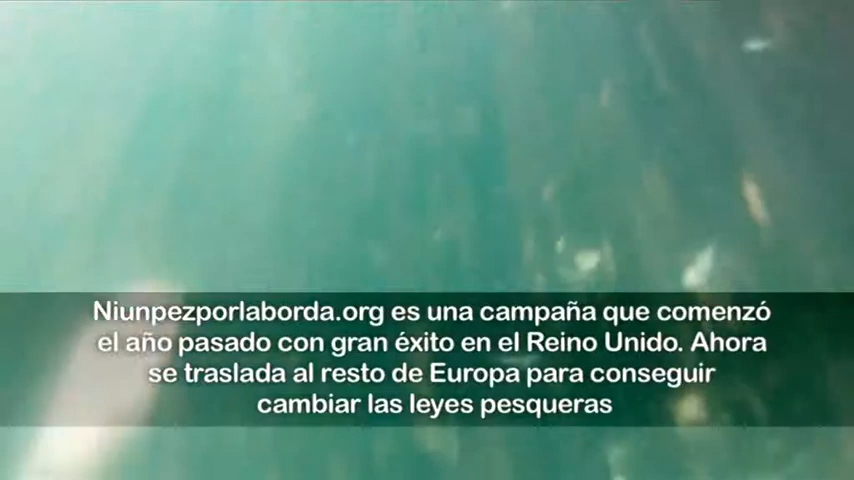 Niunpezporlaborda.org es una campaña que comenzó
el año pasado con gran éxito en el Reino Unido. Ahora
se traslada al resto de Europa para conseguir
cambiar las leyes pesqueras